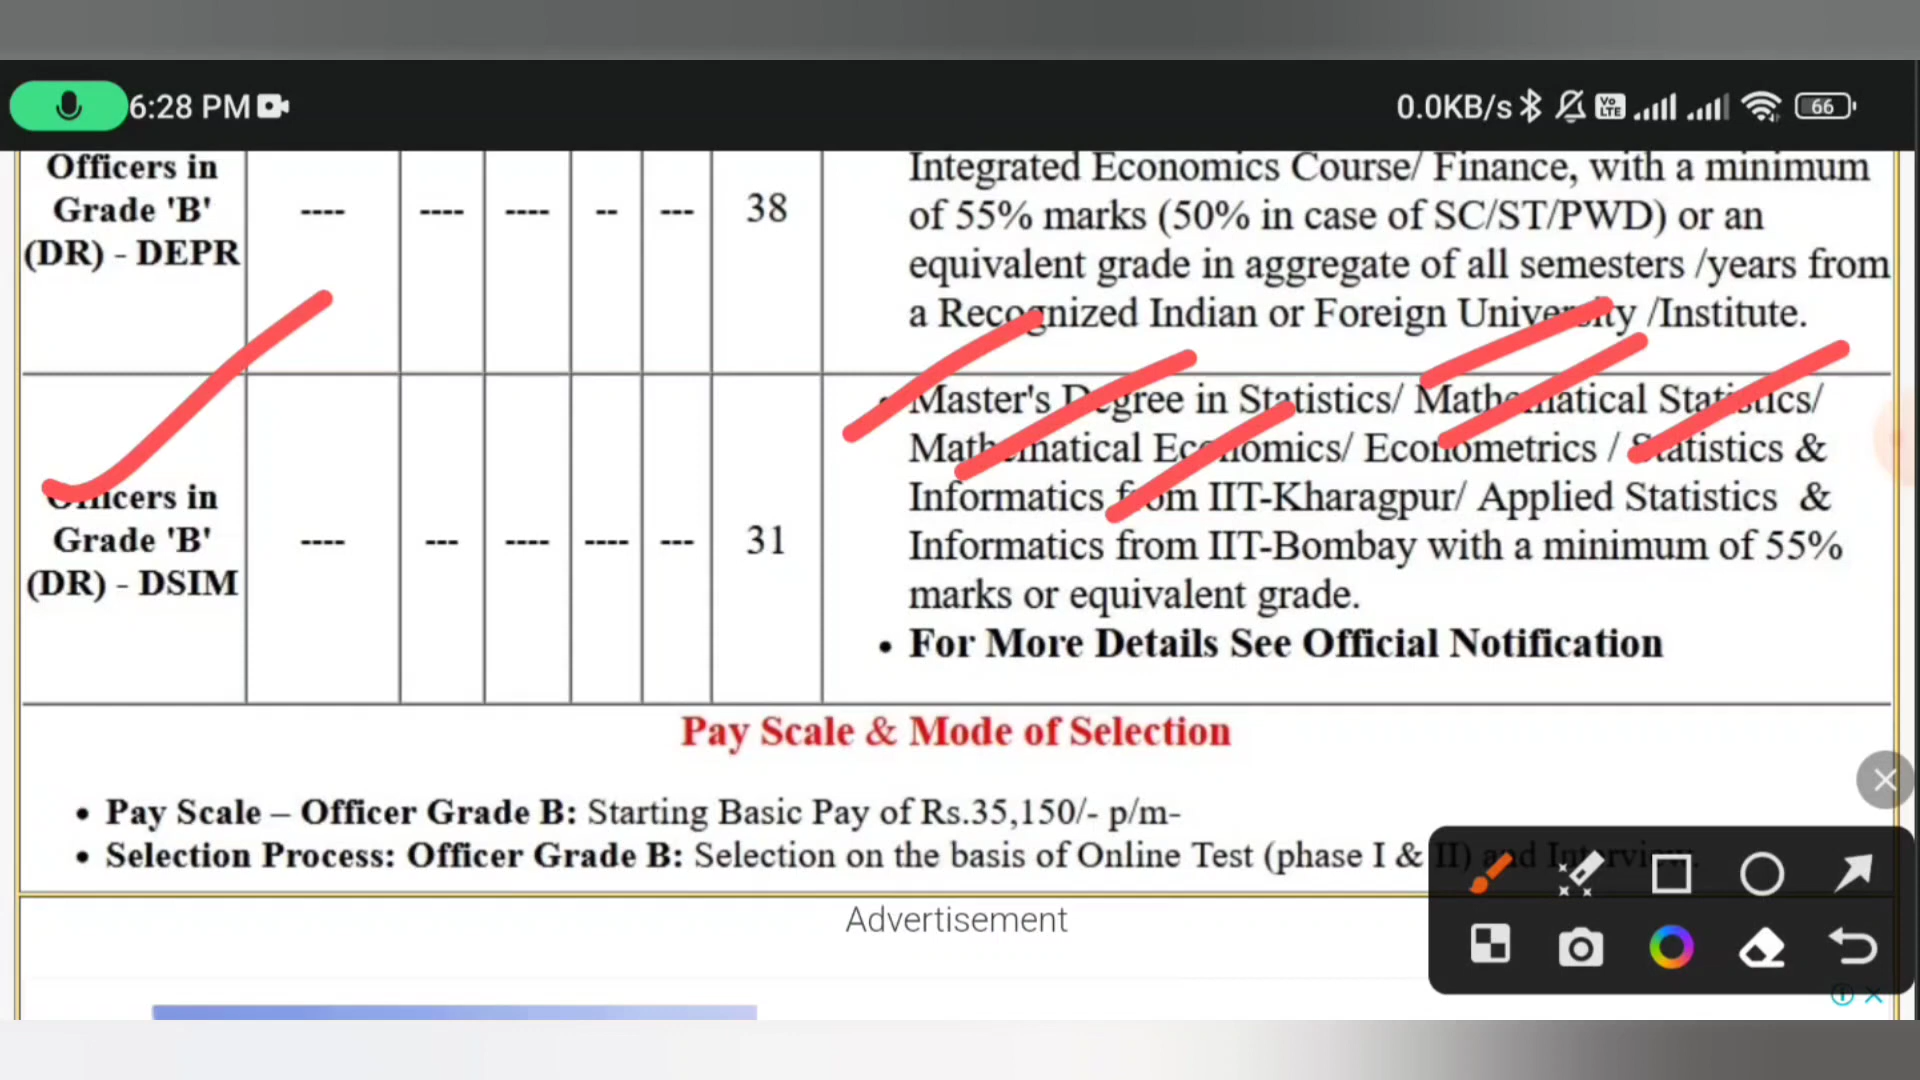 6:28 PM
0.0KB/s
Vo LTE
66
Officers in
Grade 'B'
(DR) - DEPR
----
----
----
--
---
38
Integrated Economics Course/ Finance, with a minimum
of 55% marks (50% in case of SC/ST/PWD) or an
equivalent grade in aggregate of all semesters /years from
a Recognized Indian or Foreign University /Institute.
Officers in
Grade 'B'
(DR) - DSIM
----
---
----
----
---
31
Master's Degree in Statistics/ Mathematical Statistics/
Mathematical Economics/ Econometrics / Statistics &
Informatics from IIT-Kharagpur/ Applied Statistics &
Informatics from IIT-Bombay with a minimum of 55%
marks or equivalent grade.
• For More Details See Official Notification
Pay Scale & Mode of Selection
• Pay Scale – Officer Grade B: Starting Basic Pay of Rs.35,150/- p/m-
• Selection Process: Officer Grade B: Selection on the basis of Online Test (phase I & II) and Interview.
Advertisement